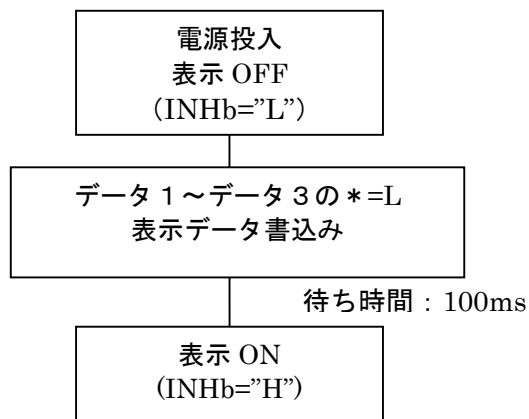 電源投入
表示 OFF
（INHb=”L”）
データ１～データ３の＊=L
表示データ書込み
待ち時間：100ms
表示 ON
(INHb="H")